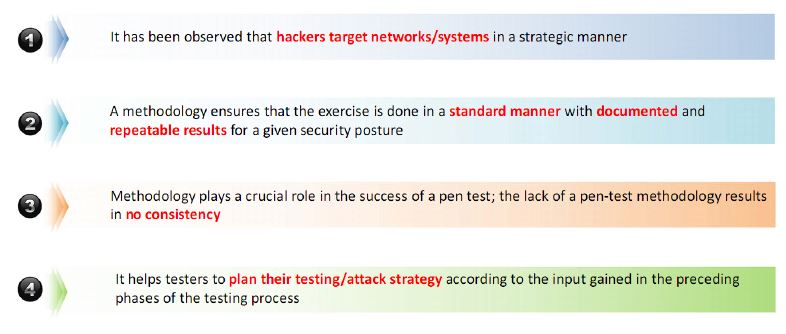 1
It has been observed that hackers target networks/systems in a strategic manner
2
A methodology ensures that the exercise is done in a standard manner with documented and
repeatable results for a given security posture
3
Methodology plays a crucial role in the success of a pen test; the lack of a pen-test methodology results
in no consistency
4
It helps testers to plan their testing/attack strategy according to the input gained in the preceding
phases of the testing process